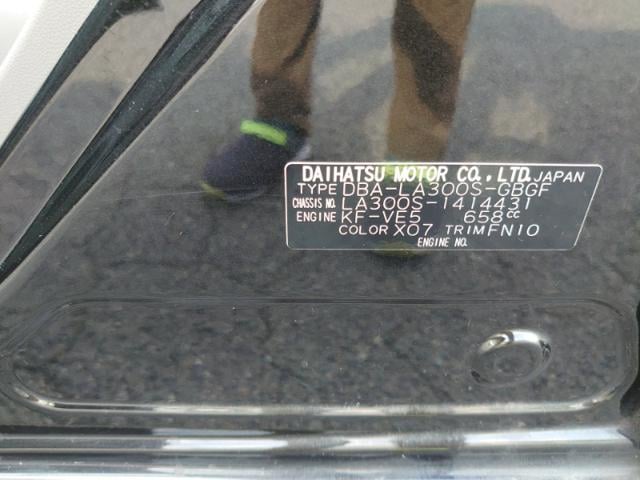 DAIHATSU MOTOR CO., LTD. JAPAN
TYPE DBA-LA300S-GBGF
CHASSIS NO. LA300S-1414431
ENGINE KF-VE5 658cc
COLOR X07 TRIM FN10
ENGINE NO.